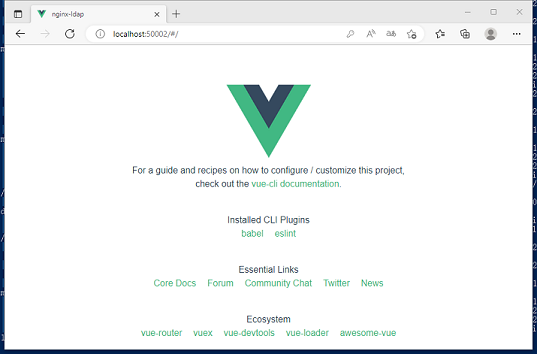 nginx-ldap
localhost:50002/#/
For a guide and recipes on how to configure / customize this project,
check out the vue-cli documentation.
Installed CLI Plugins
babel eslint
Essential Links
Core Docs Forum Community Chat Twitter News
Ecosystem
vue-router vuex vue-devtools vue-loader awesome-vue